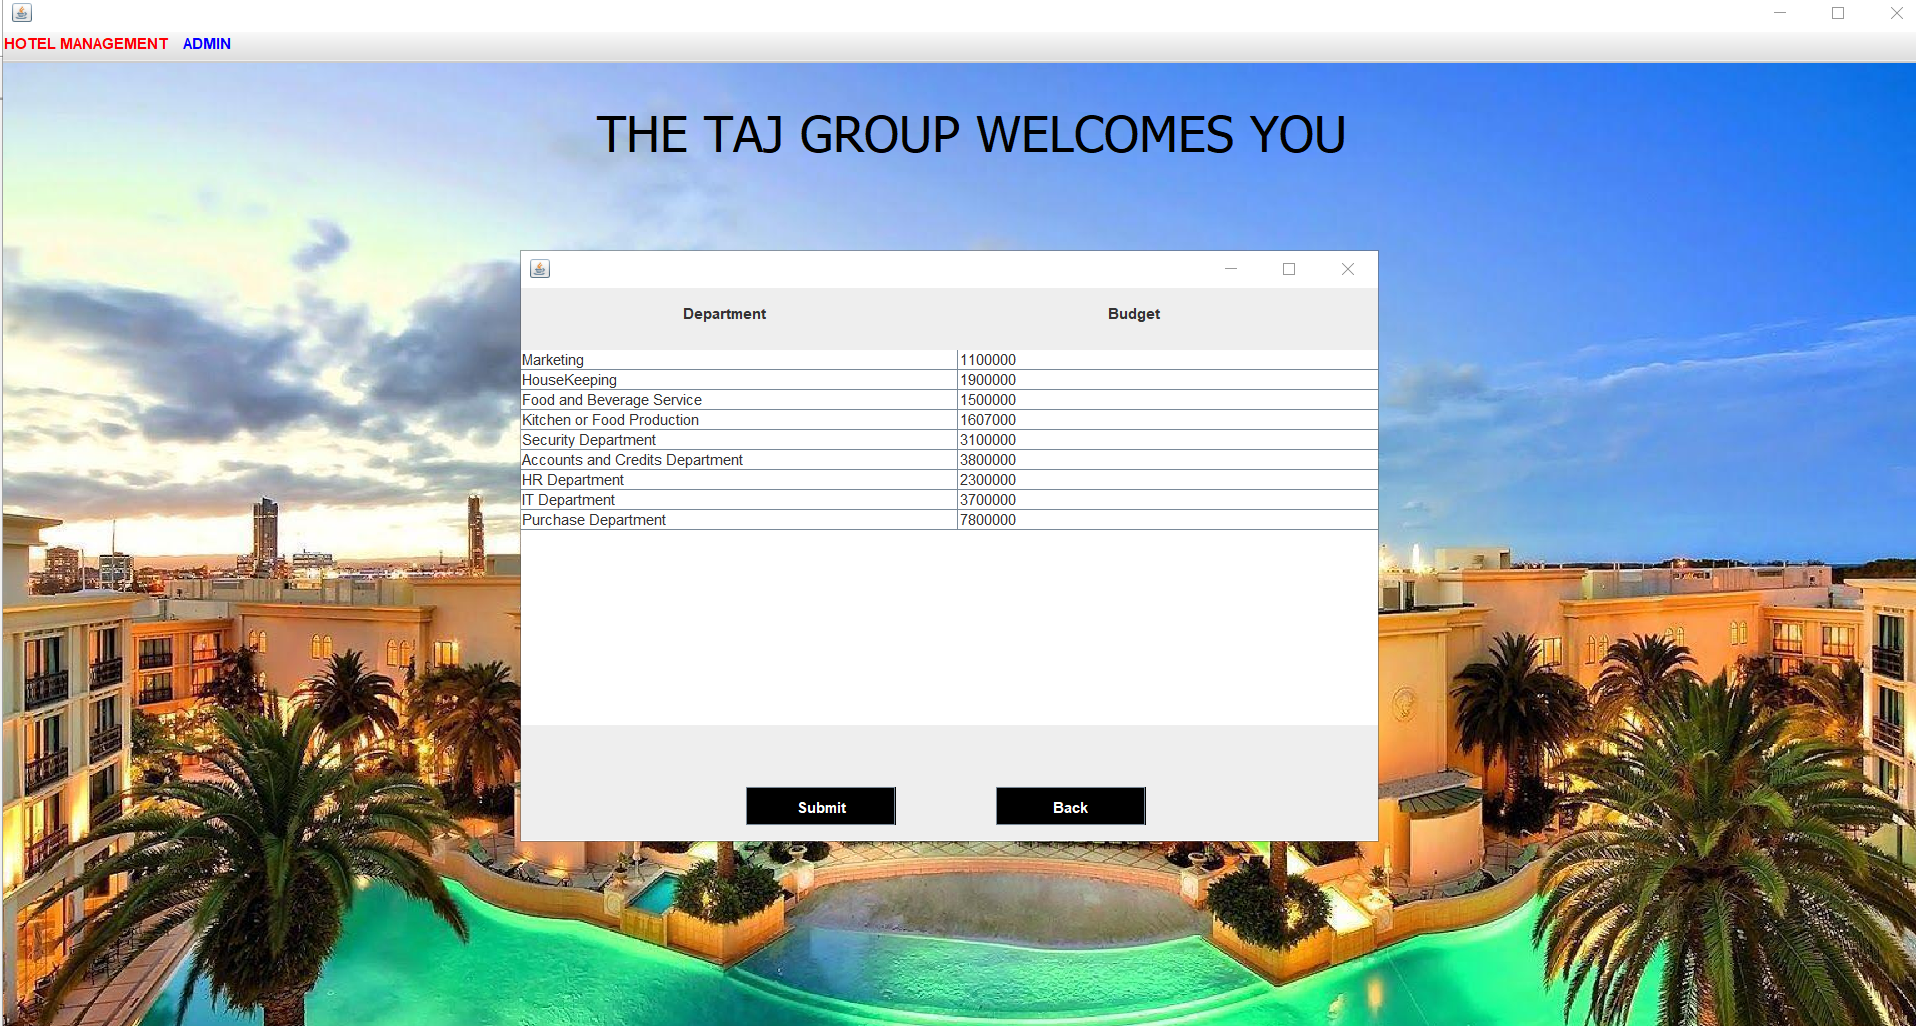 HOTEL MANAGEMENT ADMIN
THE TAJ GROUP WELCOMES YOU
Department Budget
Marketing 1100000
HouseKeeping 1900000
Food and Beverage Service 1500000
Kitchen or Food Production 1607000
Security Department 3100000
Accounts and Credits Department 3800000
HR Department 2300000
IT Department 3700000
Purchase Department 7800000
Submit Back